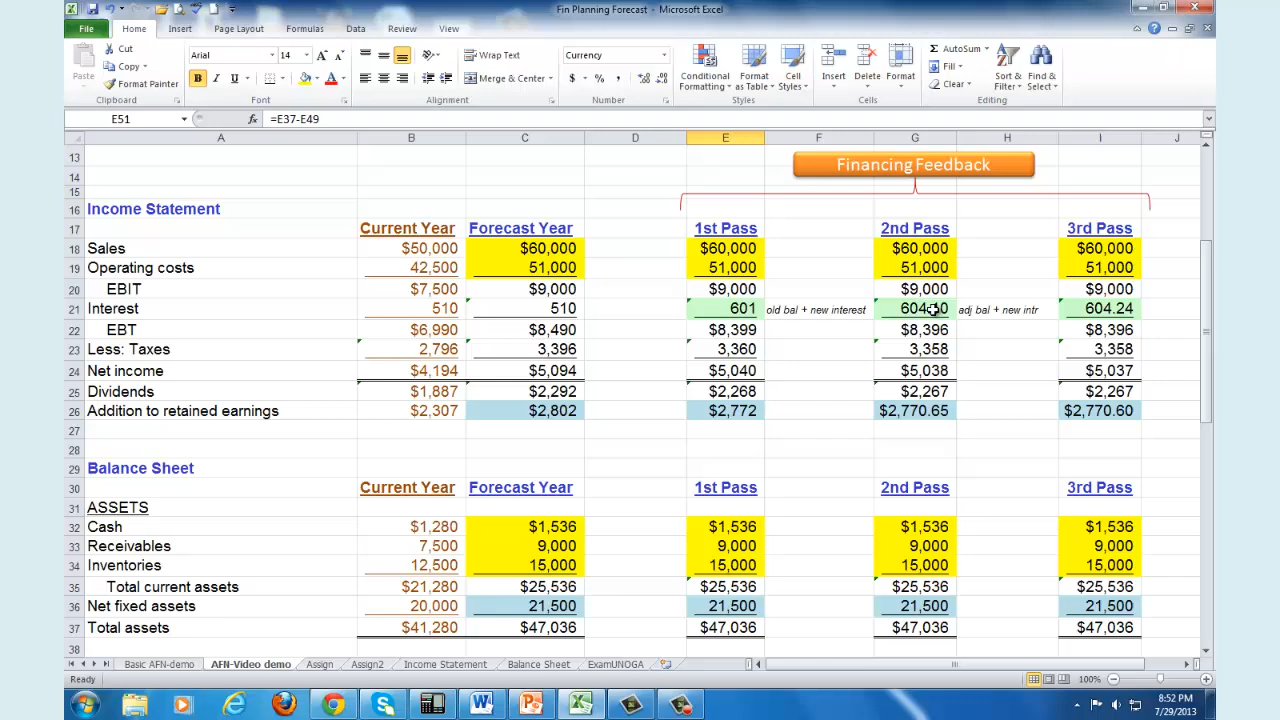 Fin Planning Forecast - Microsoft Excel
File Home Insert Page Layout Formulas Data Review View
Cut
Copy
Format Painter
Paste
Clipboard
Arial 14
B I U
Font
Wrap Text
Merge & Center
Alignment
Currency
$ % ,
Number
Conditional Formatting
Format as Table
Cell Styles
Styles
Insert Delete Format
Cells
AutoSum
Fill
Clear
Sort & Filter
Find & Select
Editing
E51 fx =E37-E49
A B C D E F G H I J
13
Financing Feedback
14
15
16 Income Statement
17 Current Year Forecast Year 1st Pass 2nd Pass 3rd Pass
18 Sales $50,000 $60,000 $60,000 $60,000 $60,000
19 Operating costs 42,500 51,000 51,000 51,000 51,000
20 EBIT $7,500 $9,000 $9,000 $9,000 $9,000
21 Interest 510 510 601 old bal + new interest 604. 0 adj bal + new intr 604.24
22 EBT $6,990 $8,490 $8,399 $8,396 $8,396
23 Less: Taxes 2,796 3,396 3,360 3,358 3,358
24 Net income $4,194 $5,094 $5,040 $5,038 $5,037
25 Dividends $1,887 $2,292 $2,268 $2,267 $2,267
26 Addition to retained earnings $2,307 $2,802 $2,772 $2,770.65 $2,770.60
27
28
29 Balance Sheet
30 Current Year Forecast Year 1st Pass 2nd Pass 3rd Pass
31 ASSETS
32 Cash $1,280 $1,536 $1,536 $1,536 $1,536
33 Receivables 7,500 9,000 9,000 9,000 9,000
34 Inventories 12,500 15,000 15,000 15,000 15,000
35 Total current assets $21,280 $25,536 $25,536 $25,536 $25,536
36 Net fixed assets 20,000 21,500 21,500 21,500 21,500
37 Total assets $41,280 $47,036 $47,036 $47,036 $47,036
38
Basic AFN-demo AFN-Video demo Assign Assign2 Income Statement Balance Sheet ExamUNOGA
Ready 100%
8:52 PM
7/29/2013